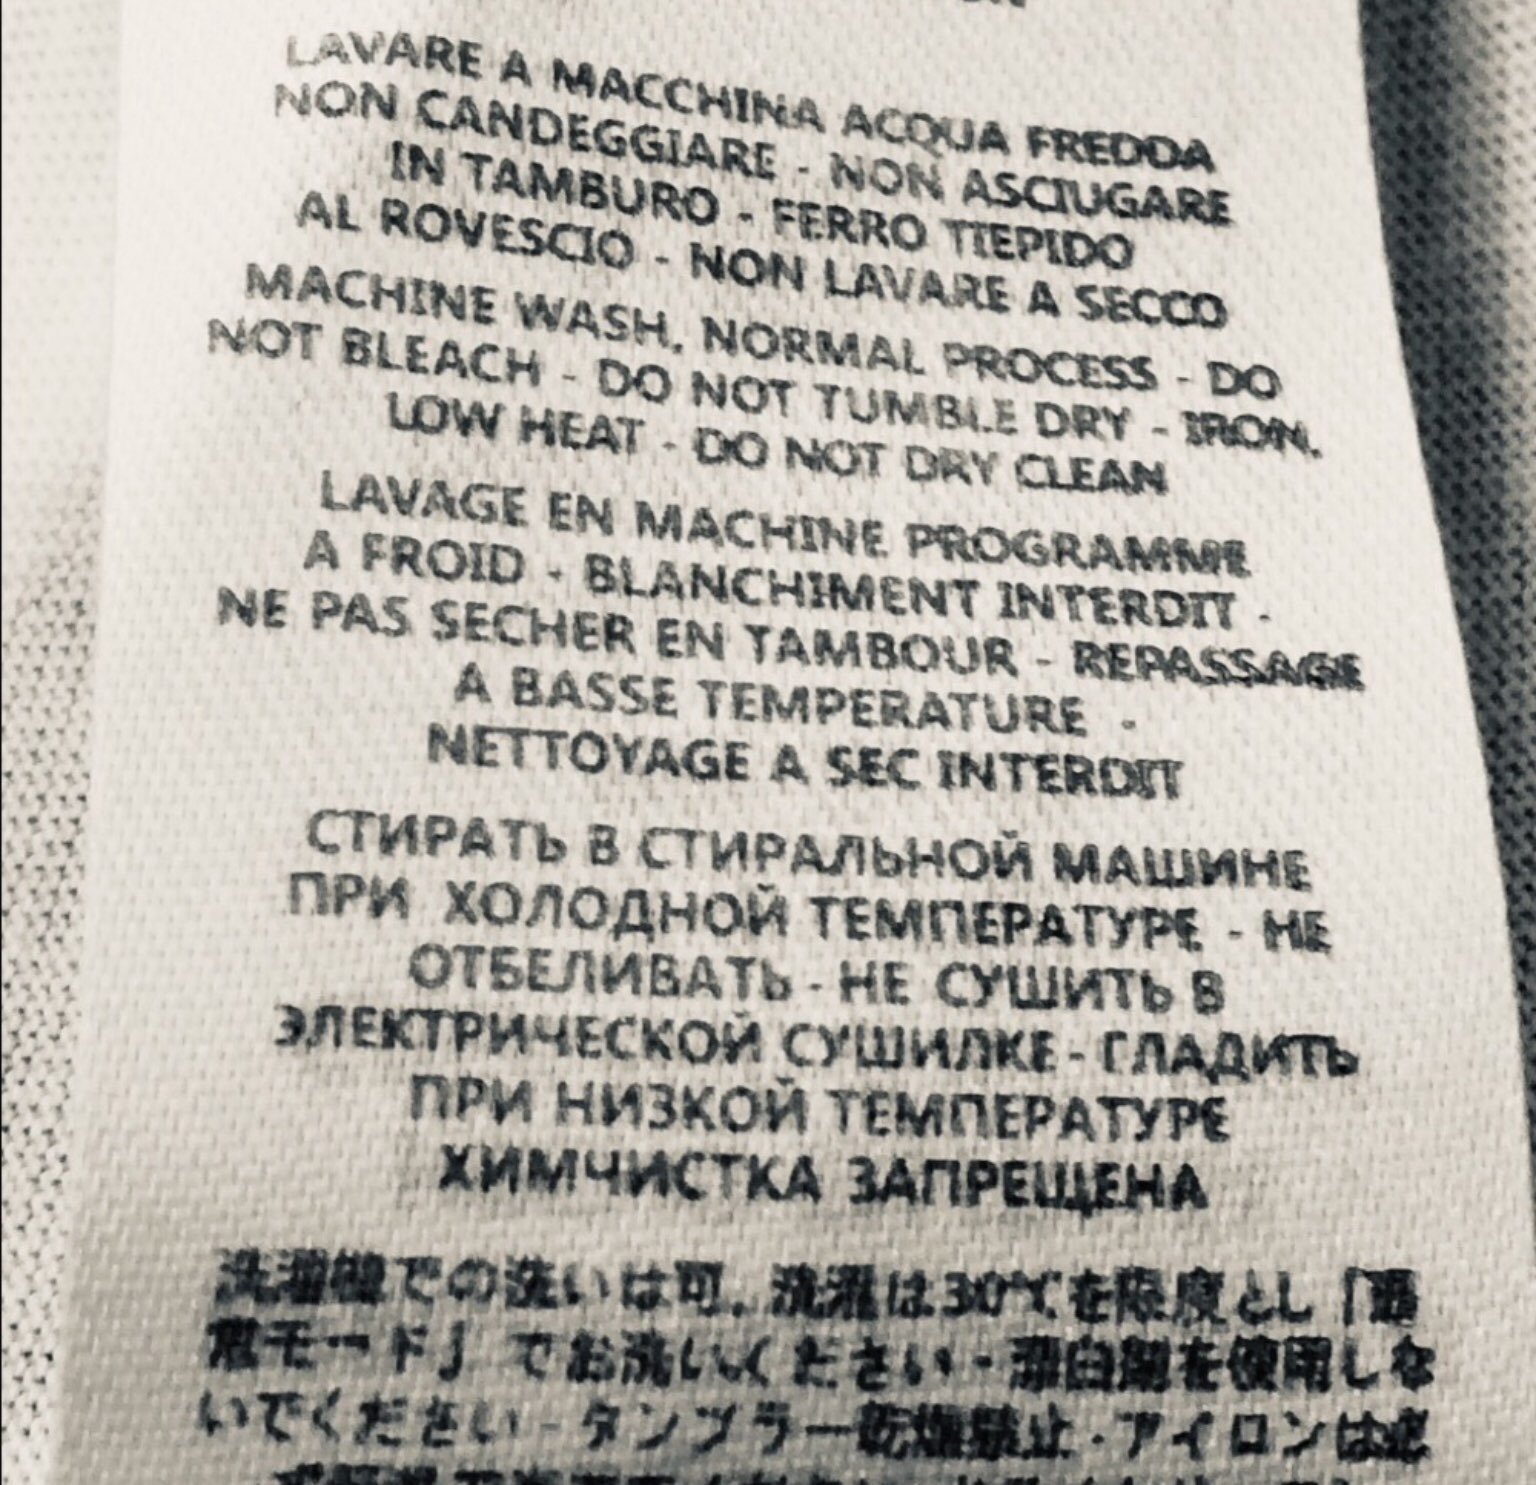 LAVARE A MACCHINA ACQUA FREDDA
NON CANDEGGIARE - NON ASCIUGARE
IN TAMBURO - FERRO TIEPIDO
AL ROVESCIO - NON LAVARE A SECCO
MACHINE WASH, NORMAL PROCESS - DO
NOT BLEACH - DO NOT TUMBLE DRY - IRON,
LOW HEAT - DO NOT DRY CLEAN
LAVAGE EN MACHINE PROGRAMME
A FROID - BLANCHIMENT INTERDIT -
NE PAS SECHER EN TAMBOUR - REPASSAGE
A BASSE TEMPERATURE -
NETTOYAGE A SEC INTERDIT
СТИРАТЬ В СТИРАЛЬНОЙ МАШИНЕ
ПРИ ХОЛОДНОЙ ТЕМПЕРАТУРЕ - НЕ
ОТБЕЛИВАТЬ - НЕ СУШИТЬ В
ЭЛЕКТРИЧЕСКОЙ СУШИЛКЕ - ГЛАДИТЬ
ПРИ НИЗКОЙ ТЕМПЕРАТУРЕ
ХИМЧИСТКА ЗАПРЕЩЕНА
洗濯機での洗いは可, 洗濯は30℃を限度とし「通
常モード」でお洗いください - 漂白剤を使用しな
いでください - タンブラー乾燥禁止 - アイロンは必